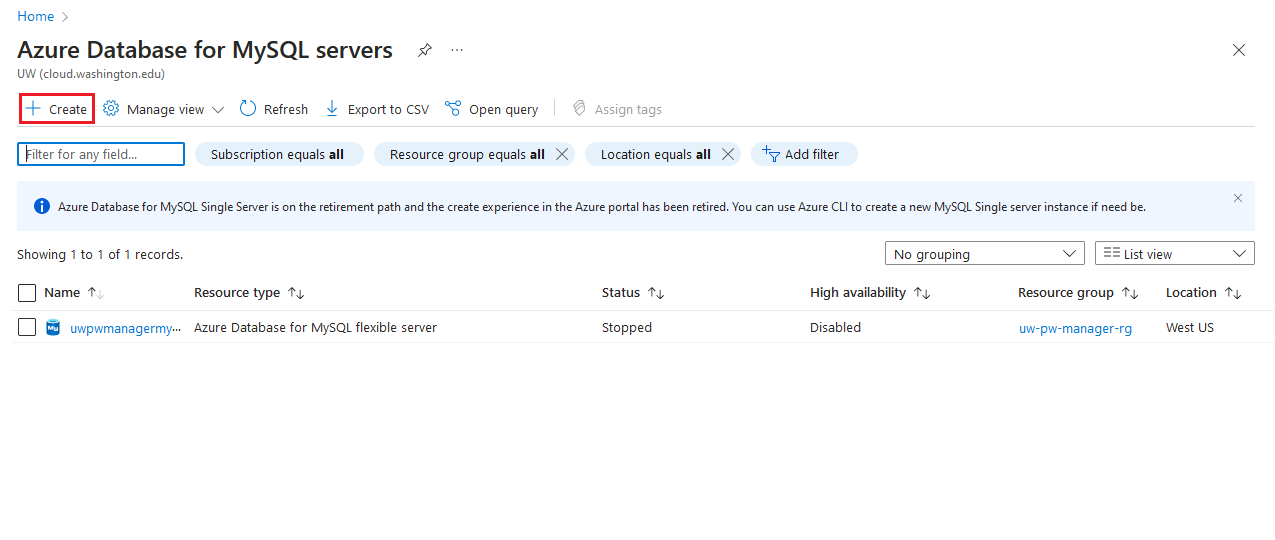 Home
Azure Database for MySQL servers
UW (cloud.washington.edu)
Create Manage view Refresh Export to CSV Open query Assign tags
Filter for any field... Subscription equals all Resource group equals all Location equals all Add filter
Azure Database for MySQL Single Server is on the retirement path and the create experience in the Azure portal has been retired. You can use Azure CLI to create a new MySQL Single server instance if need be.
Showing 1 to 1 of 1 records. No grouping List view
Name Resource type Status High availability Resource group Location
My uwpwmanagermy... Azure Database for MySQL flexible server Stopped Disabled uw-pw-manager-rg West US